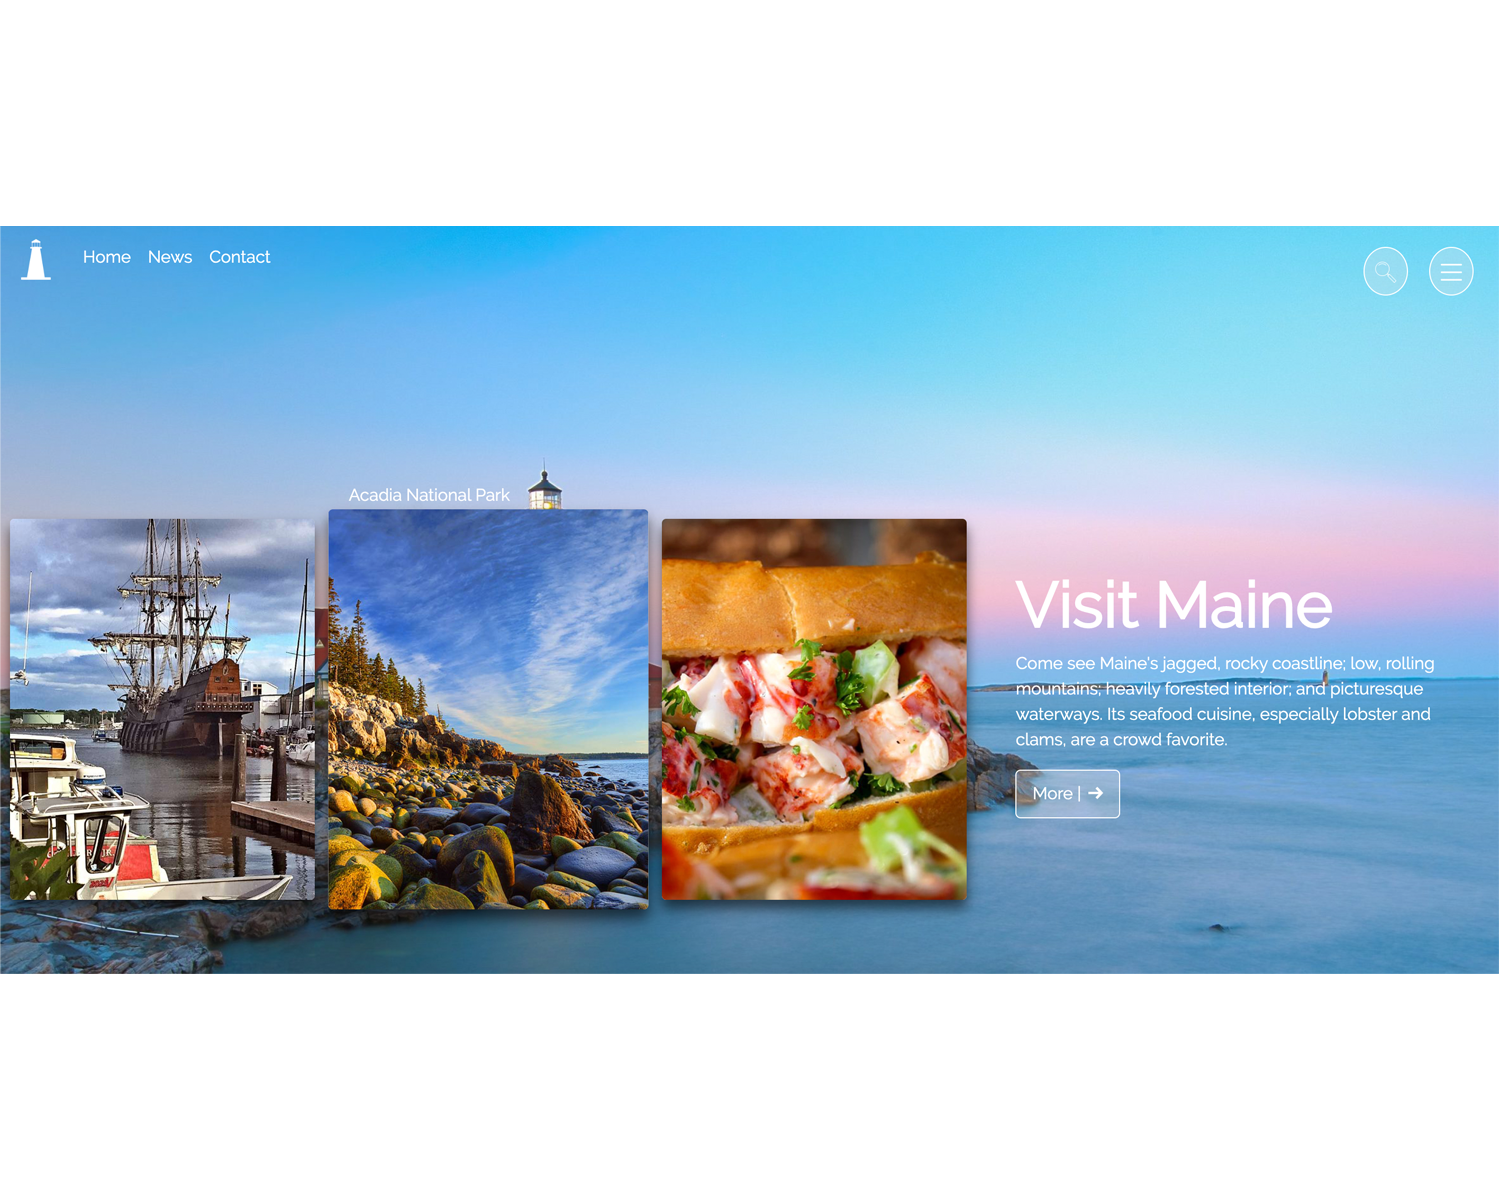 Home News Contact
Acadia National Park
Visit Maine
Come see Maine's jagged, rocky coastline; low, rolling
mountains; heavily forested interior; and picturesque
waterways. Its seafood cuisine, especially lobster and
clams, are a crowd favorite.
More | →